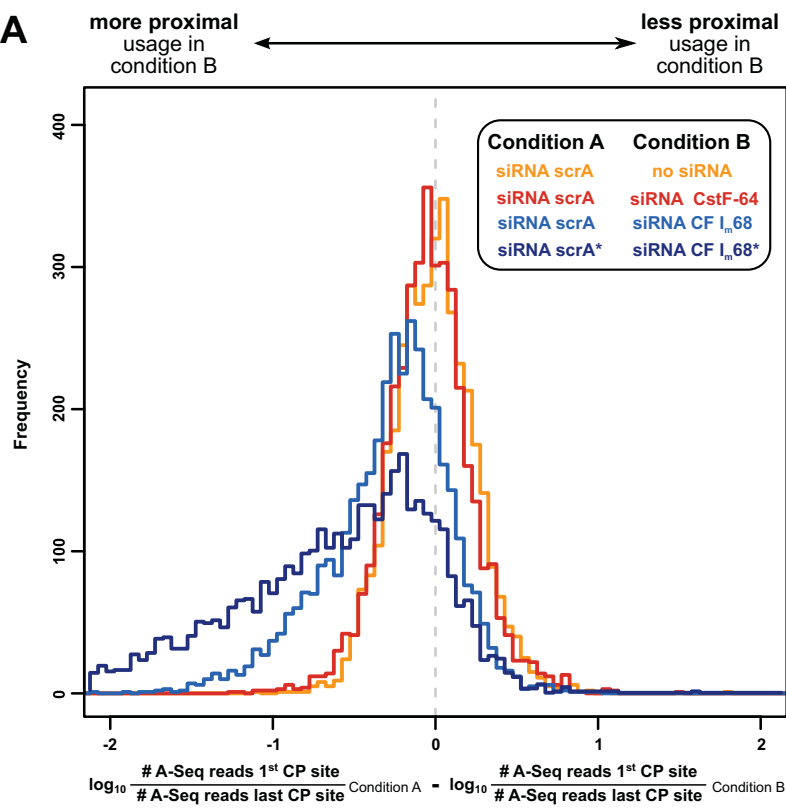 A
more proximal
usage in
condition B
less proximal
usage in
condition B
Condition A Condition B
siRNA scrA no siRNA
siRNA scrA siRNA CstF-64
siRNA scrA siRNA CF Im68
siRNA scrA* siRNA CF Im68*
Frequency
400
300
200
100
0
-2 -1 0 1 2
log10 # A-Seq reads 1st CP site / # A-Seq reads last CP site Condition A - log10 # A-Seq reads 1st CP site / # A-Seq reads last CP site Condition B